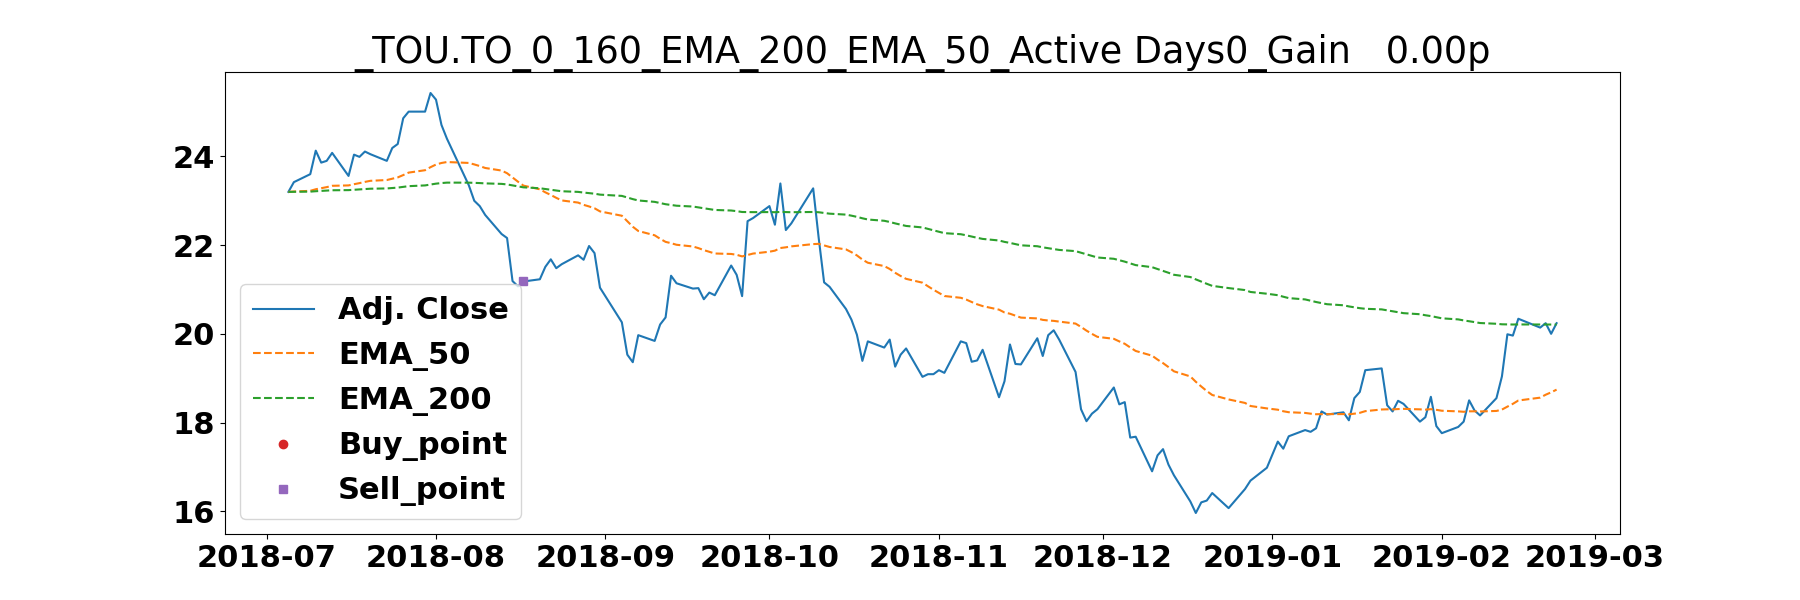 _TOU.TO_0_160_EMA_200_EMA_50_Active Days0_Gain   0.00p
24
22
20
18
16
Adj. Close
EMA_50
EMA_200
Buy_point
Sell_point
2018-07 2018-08 2018-09 2018-10 2018-11 2018-12 2019-01 2019-02 2019-03